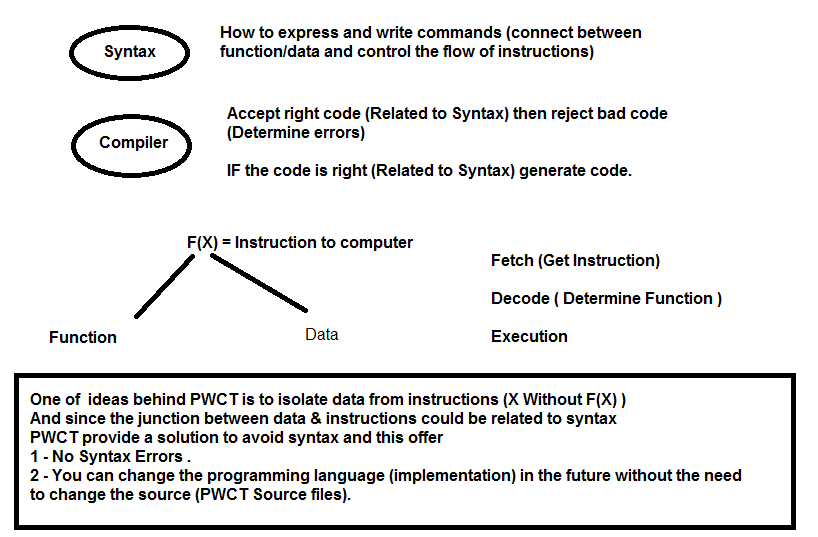 Syntax
How to express and write commands (connect between
function/data and control the flow of instructions)
Compiler
Accept right code (Related to Syntax) then reject bad code
(Determine errors)
IF the code is right (Related to Syntax) generate code.
F(X) = Instruction to computer
Function
Data
Fetch (Get Instruction)
Decode ( Determine Function )
Execution
One of  ideas behind PWCT is to isolate data from instructions (X Without F(X) )
And since the junction between data & instructions could be related to syntax
PWCT provide a solution to avoid syntax and this offer
1 - No Syntax Errors .
2 - You can change the programming language (implementation) in the future without the need
to change the source (PWCT Source files).